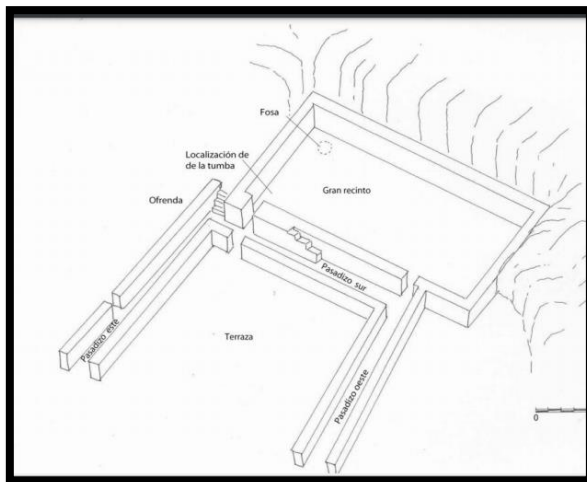 Fosa
Localización de
de la tumba
Gran recinto
Ofrenda
Pasadizo sur
Pasadizo este
Terraza
Pasadizo oeste
0